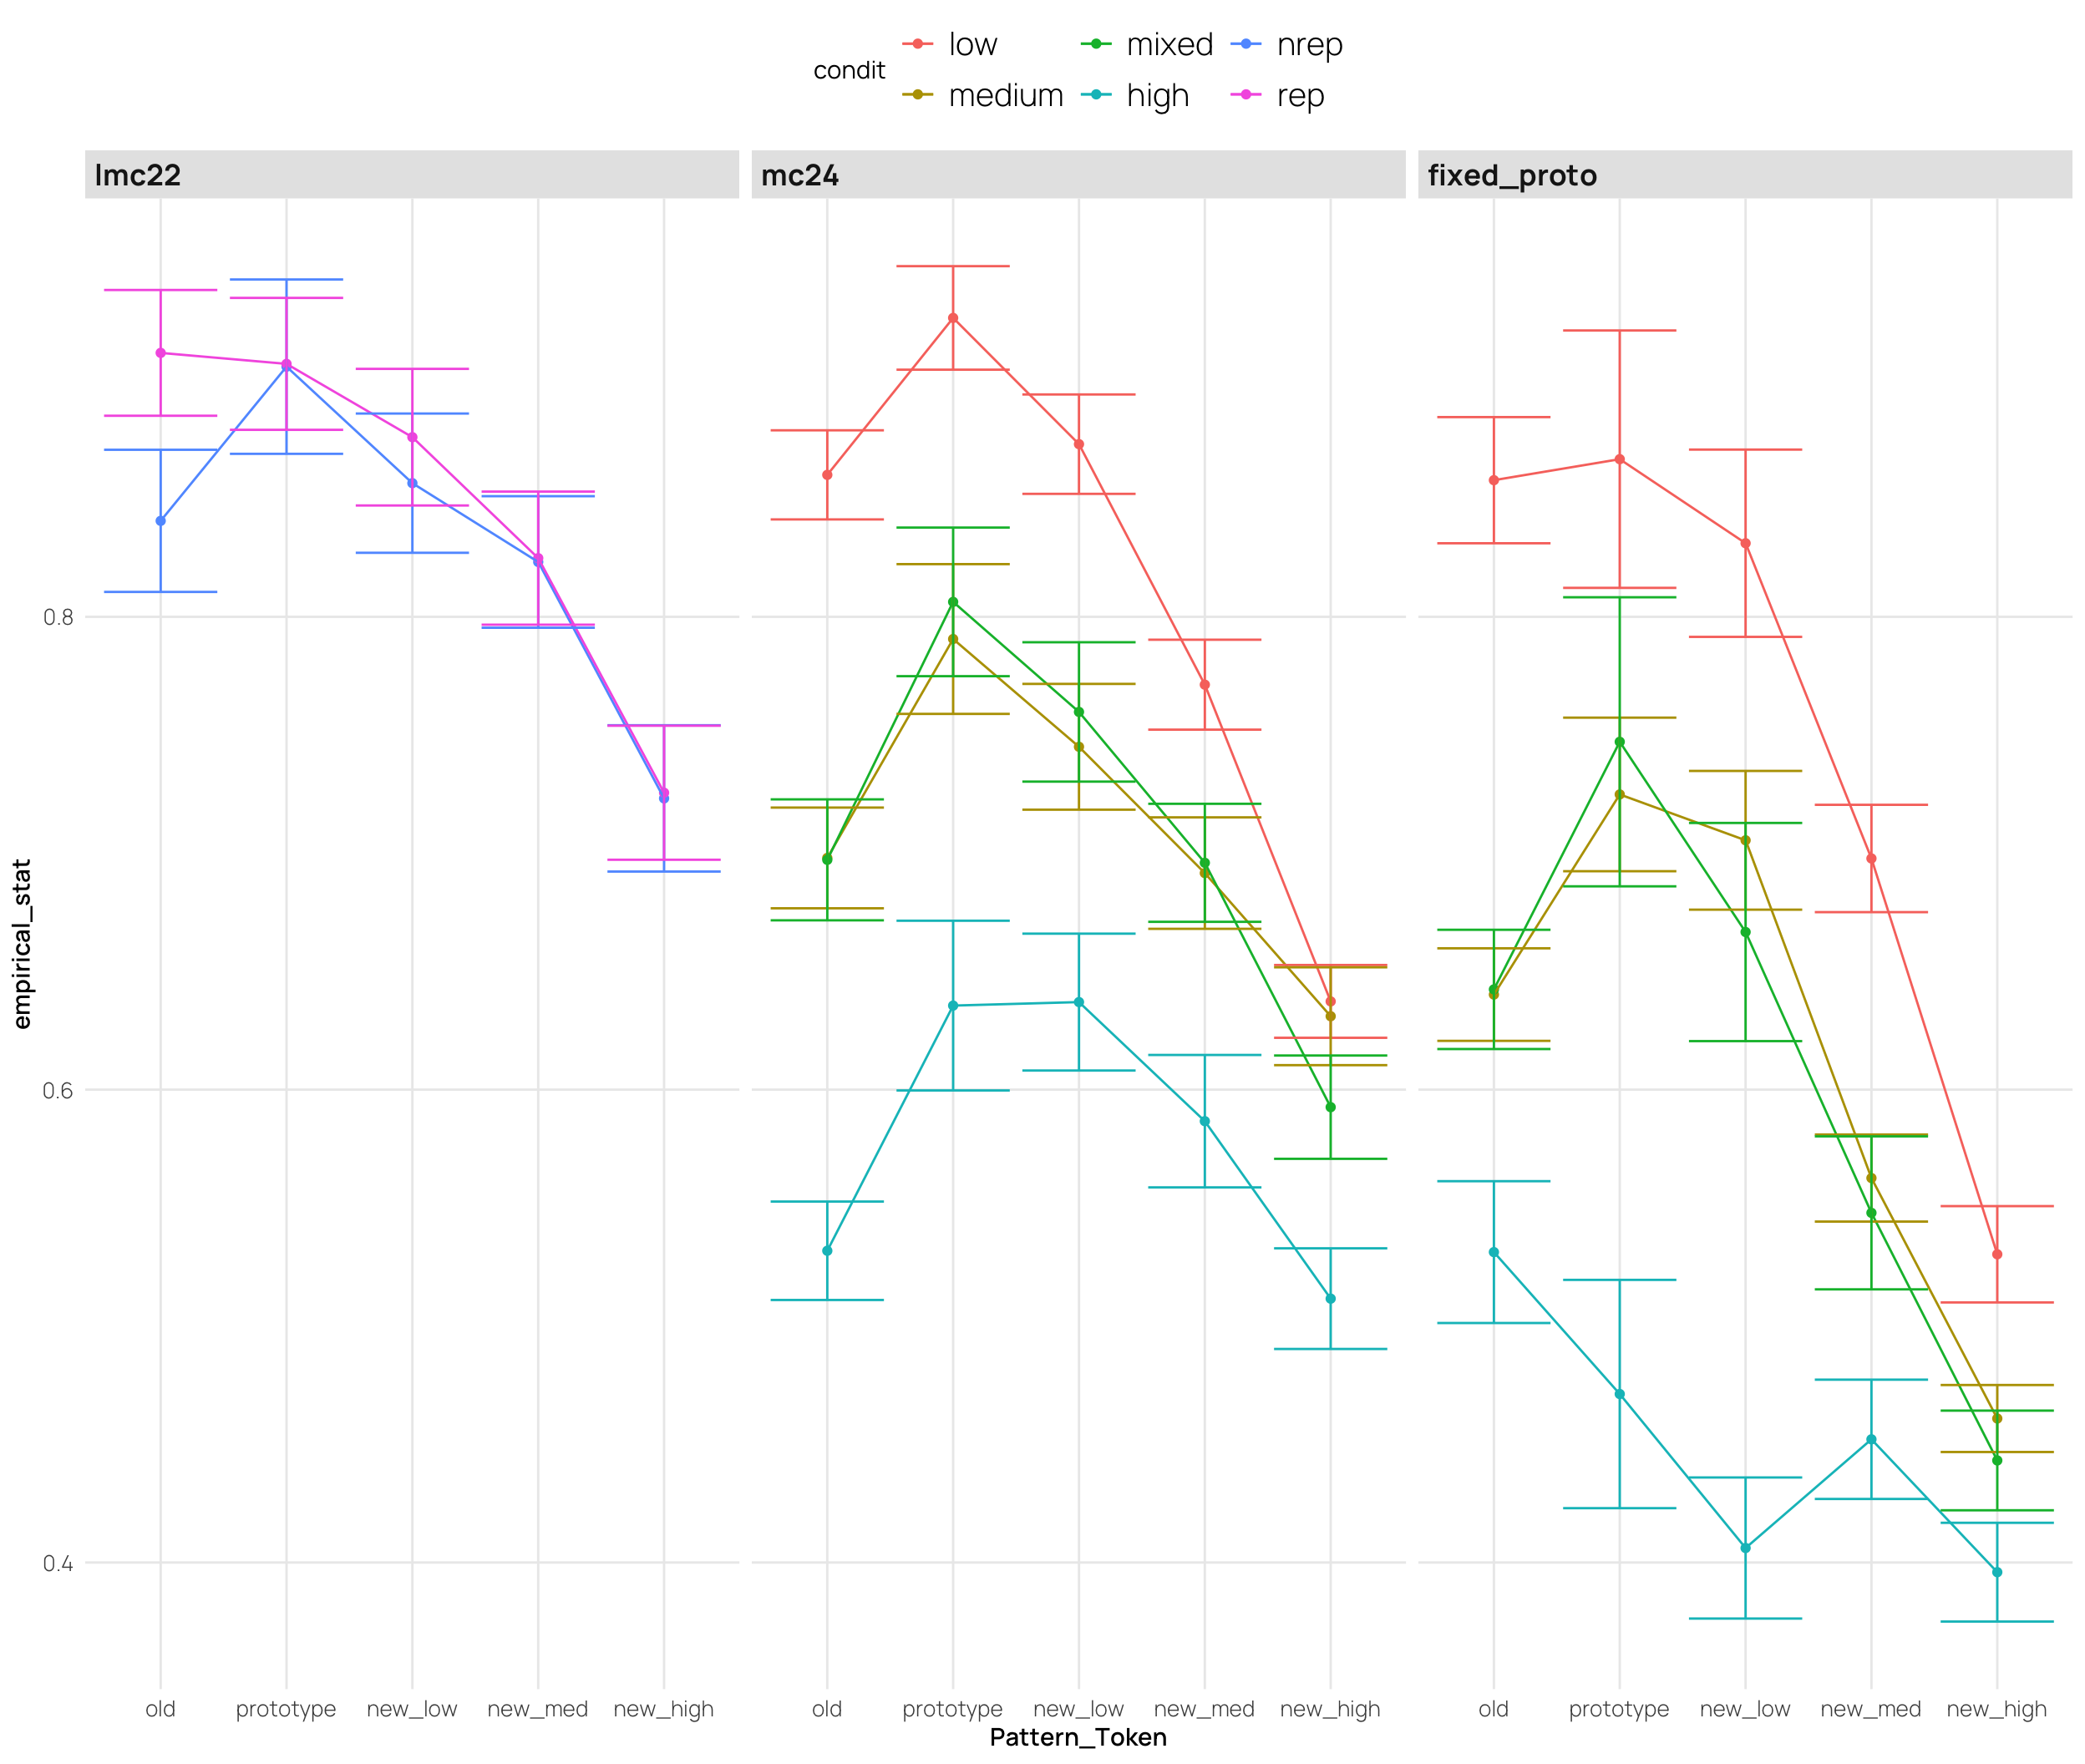 condit
low
mixed
nrep
medium
high
rep
lmc22
mc24
fixed_proto
empirical_stat
0.8
0.6
0.4
old prototype new_low new_med new_high
old prototype new_low new_med new_high
old prototype new_low new_med new_high
Pattern_Token